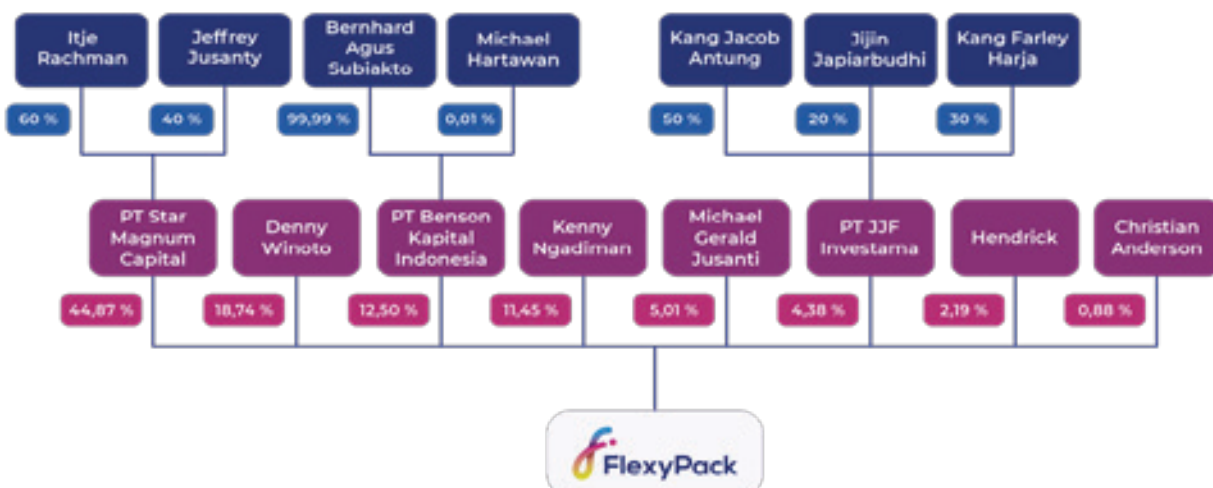 Itje
Rachman
Jeffrey
Jusanty
Bernhard
Agus
Subiakto
Michael
Hartawan
Kang Jacob
Antung
Jijin
Japiarbudhi
Kang Farley
Harja
60 %
40 %
99,99 %
0,01 %
50 %
20 %
30 %
PT Star
Magnum
Capital
Denny
Winoto
PT Benson
Kapital
Indonesia
Kenny
Ngadiman
Michael
Gerald
Jusanti
PT JJF
Investama
Hendrick
Christian
Anderson
44,87 %
18,74 %
12,50 %
11,45 %
5,01 %
4,38 %
2,19 %
0,88 %
FlexyPack